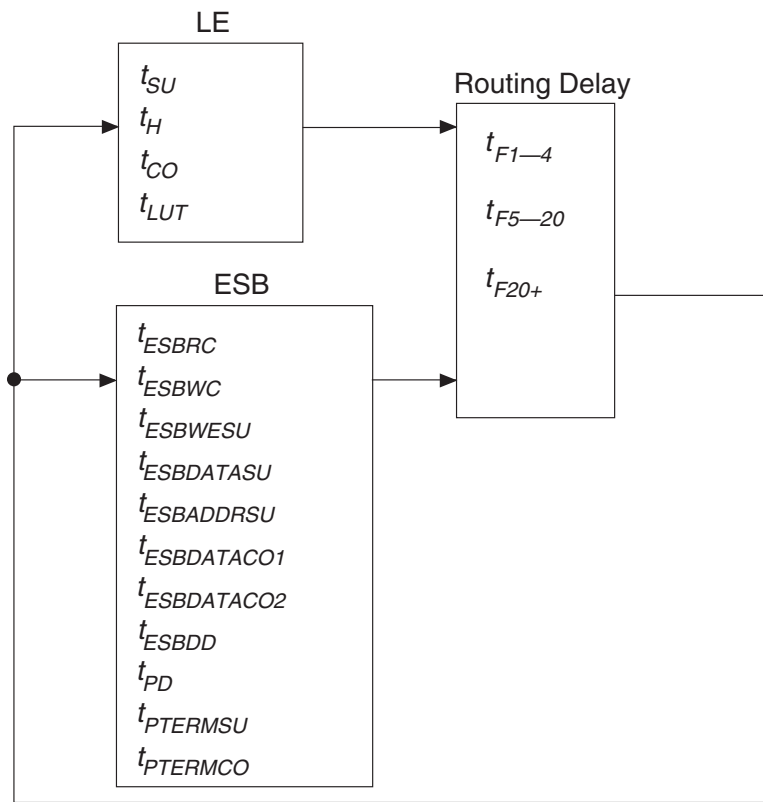 LE
tSU
tH
tCO
tLUT
Routing Delay
tF1—4
tF5—20
tF20+
ESB
tESBRC
tESBWC
tESBWESU
tESBDATASU
tESBADDRSU
tESBDATACO1
tESBDATACO2
tESBDD
tPD
tPTERMSU
tPTERMCO